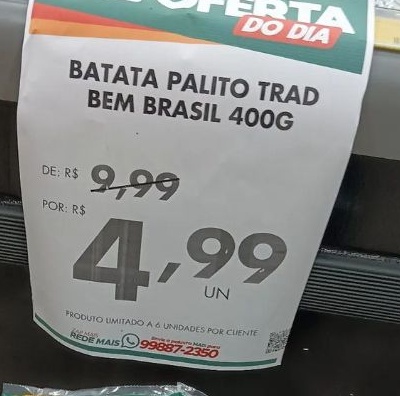 OFERTA
DO DIA
BATATA PALITO TRAD
BEM BRASIL 400G
DE: R$ 9,99
POR: R$
4,99
UN
PRODUTO LIMITADO A 6 UNIDADES POR CLIENTE
REDE MAIS 99887-2350